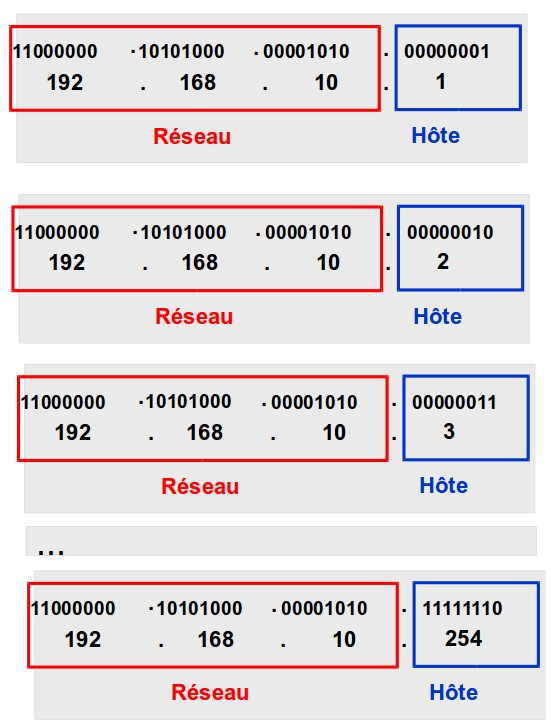 11000000 ·10101000 ·00001010 . 00000001
192 . 168 . 10 . 1
Réseau Hôte
11000000 ·10101000 ·00001010 . 00000010
192 . 168 . 10 . 2
Réseau Hôte
11000000 ·10101000 ·00001010 . 00000011
192 . 168 . 10 . 3
Réseau Hôte
...
11000000 ·10101000 ·00001010 . 11111110
192 . 168 . 10 . 254
Réseau Hôte